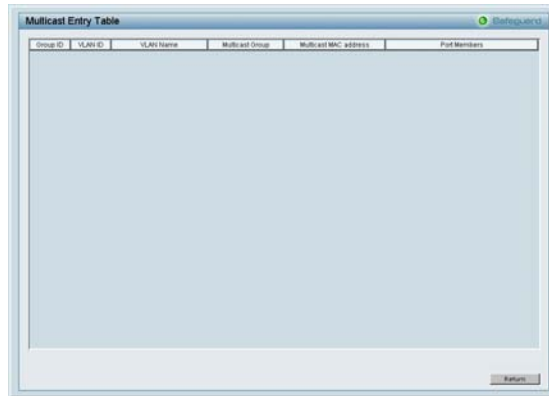 Multicast Entry Table
Safeguard
Group ID VLAN ID VLAN Name Multicast Group Multicast MAC address Port Members
Return